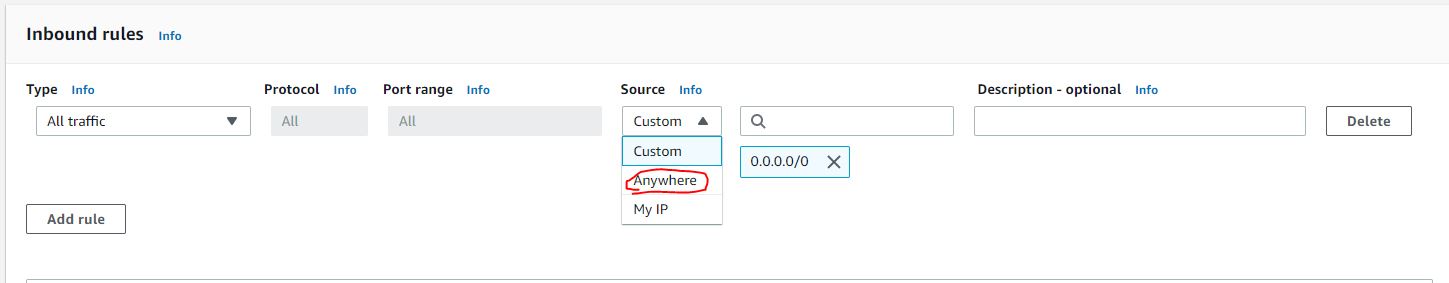 Inbound rules Info
Type Info Protocol Info Port range Info Source Info Description - optional Info
All traffic All All Custom Delete
Custom 0.0.0.0/0
Anywhere
My IP
Add rule